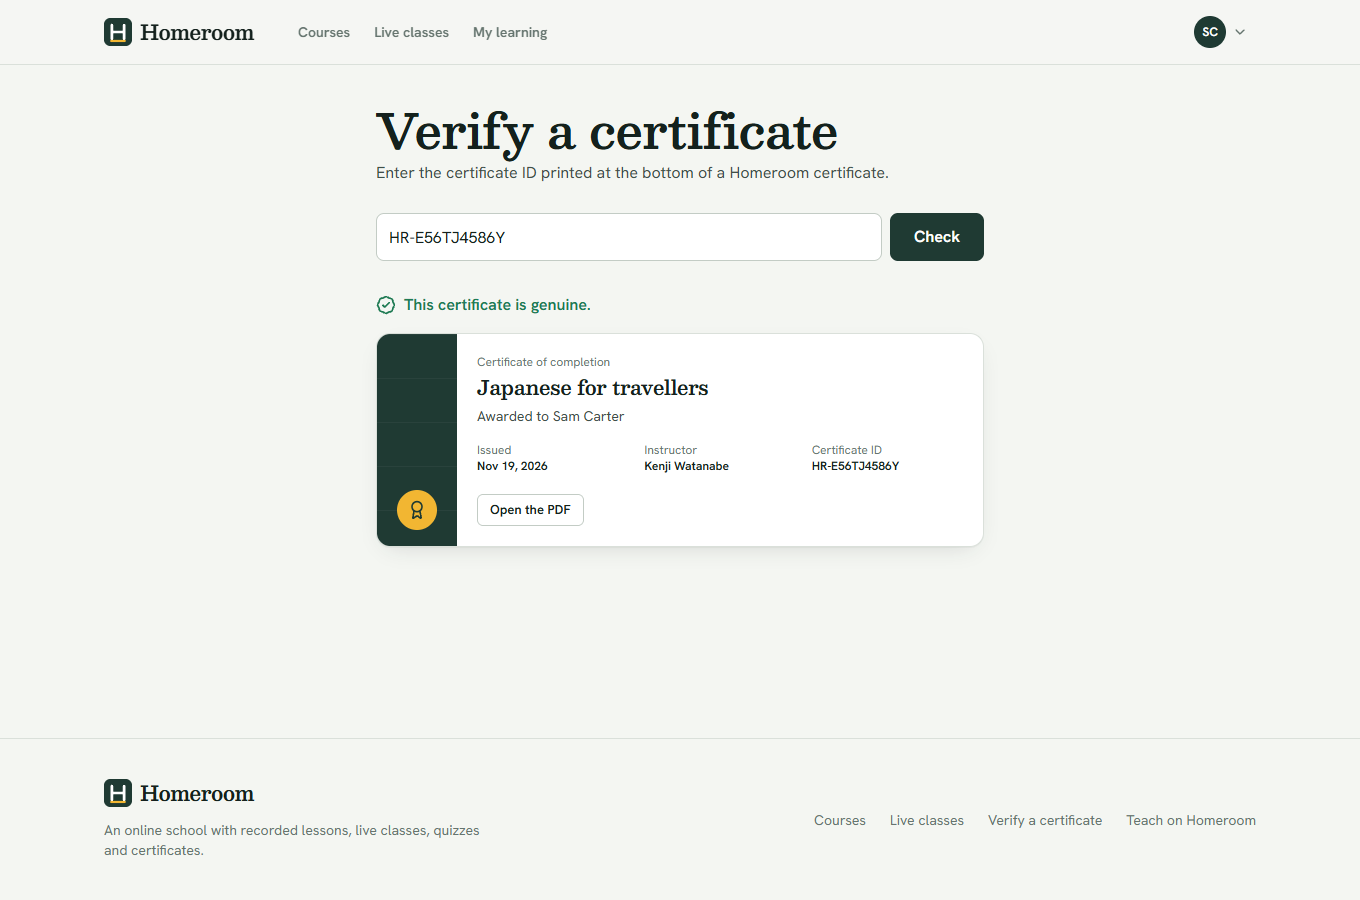 Homeroom
Courses
Live classes
My learning
SC
Verify a certificate
Enter the certificate ID printed at the bottom of a Homeroom certificate.
HR-E56TJ4586Y
Check
This certificate is genuine.
Certificate of completion
Japanese for travellers
Awarded to Sam Carter
Issued
Nov 19, 2026
Instructor
Kenji Watanabe
Certificate ID
HR-E56TJ4586Y
Open the PDF
Homeroom
An online school with recorded lessons, live classes, quizzes
and certificates.
Courses
Live classes
Verify a certificate
Teach on Homeroom